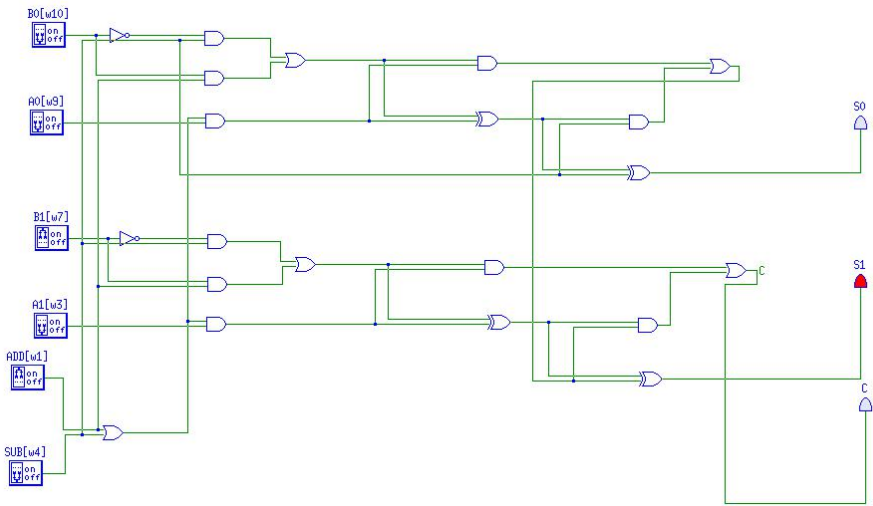 B0[w10]
on
off
A0[w9]
on
off
S0
B1[w7]
on
off
C
S1
A1[w3]
on
off
ADD[w1]
on
off
C
SUB[w4]
on
off